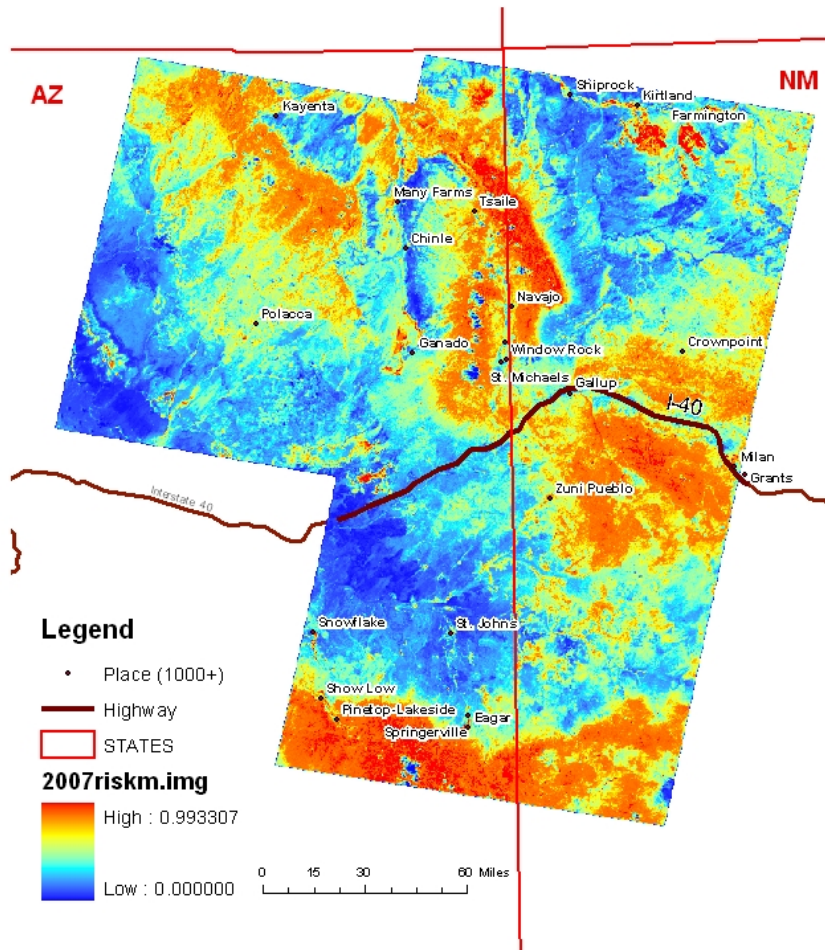 AZ
NM
Shiprock
Kirtland
Farmington
Kayenta
Many Farms
Tsaile
Chinle
Navajo
Polacca
Ganado
Window Rock
Crownpoint
St. Michaels
Gallup
I-40
Milan
Grants
Interstate 40
Zuni Pueblo
Snowflake
St. Johns
Show Low
Pinetop-Lakeside
Eagar
Springerville
Legend
Place (1000+)
Highway
STATES
2007riskm.img
High : 0.993307
Low : 0.000000
0 15 30 60 Miles